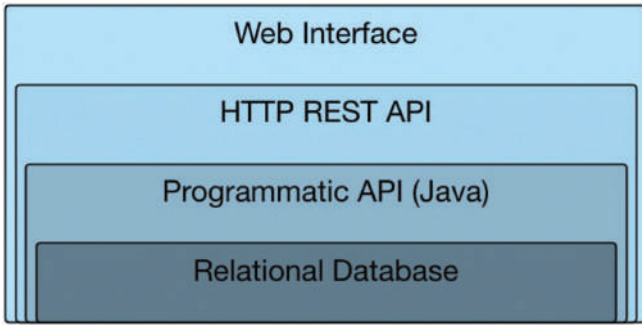 Web Interface
HTTP REST API
Programmatic API (Java)
Relational Database